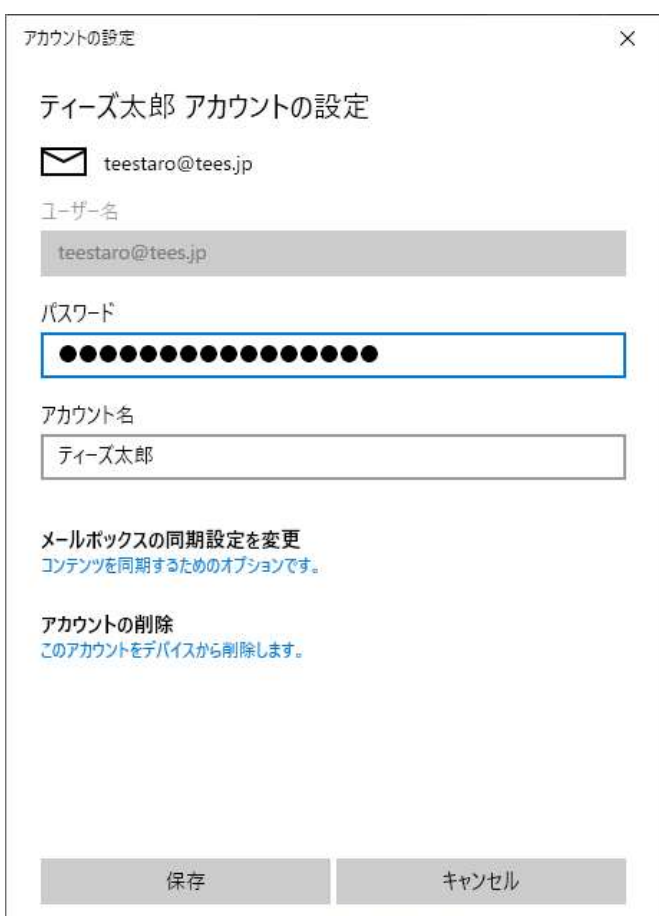 アカウントの設定
ティーズ太郎 アカウントの設定
teestaro@tees.jp
ユーザー名
teestaro@tees.jp
パスワード
●●●●●●●●●●●●●●●●
アカウント名
ティーズ太郎
メールボックスの同期設定を変更
コンテンツを同期するためのオプションです。
アカウントの削除
このアカウントをデバイスから削除します。
保存 キャンセル